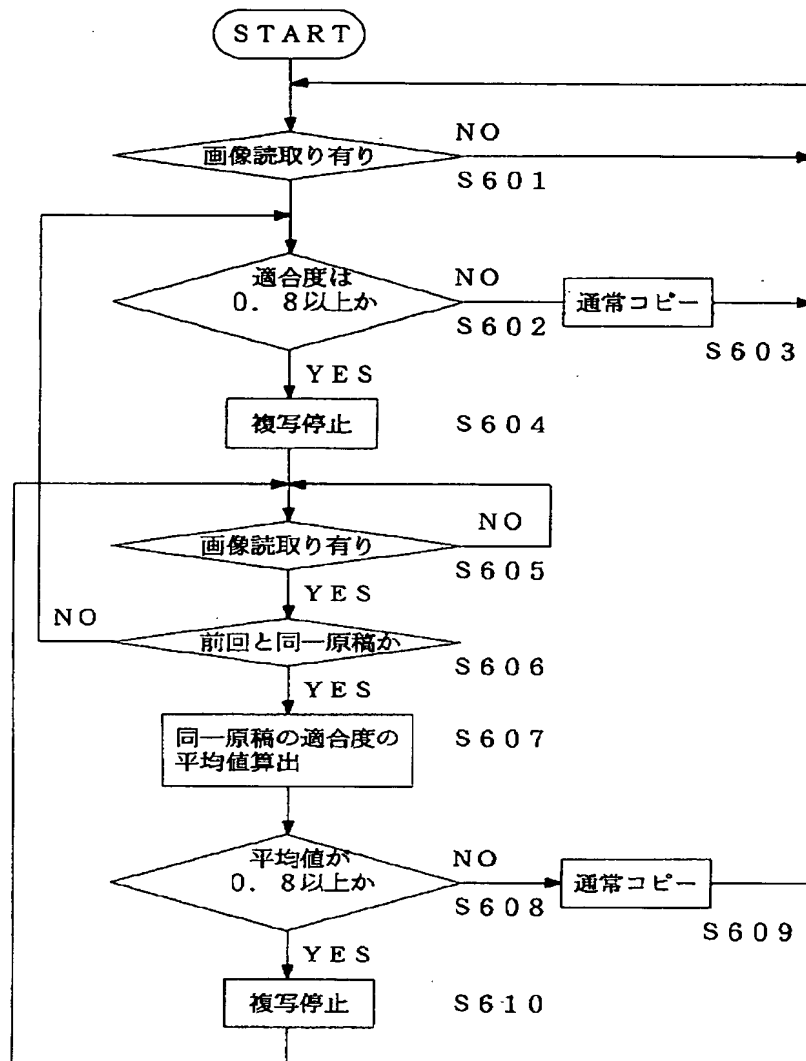 START
NO
画像読取り有り
S601
適合度は
0.8以上か
NO
通常コピー
S602
S603
YES
複写停止
S604
NO
画像読取り有り
S605
YES
NO
前回と同一原稿か
S606
YES
同一原稿の適合度の
平均値算出
S607
平均値が
0.8以上か
NO
通常コピー
S608
S609
YES
複写停止
S610